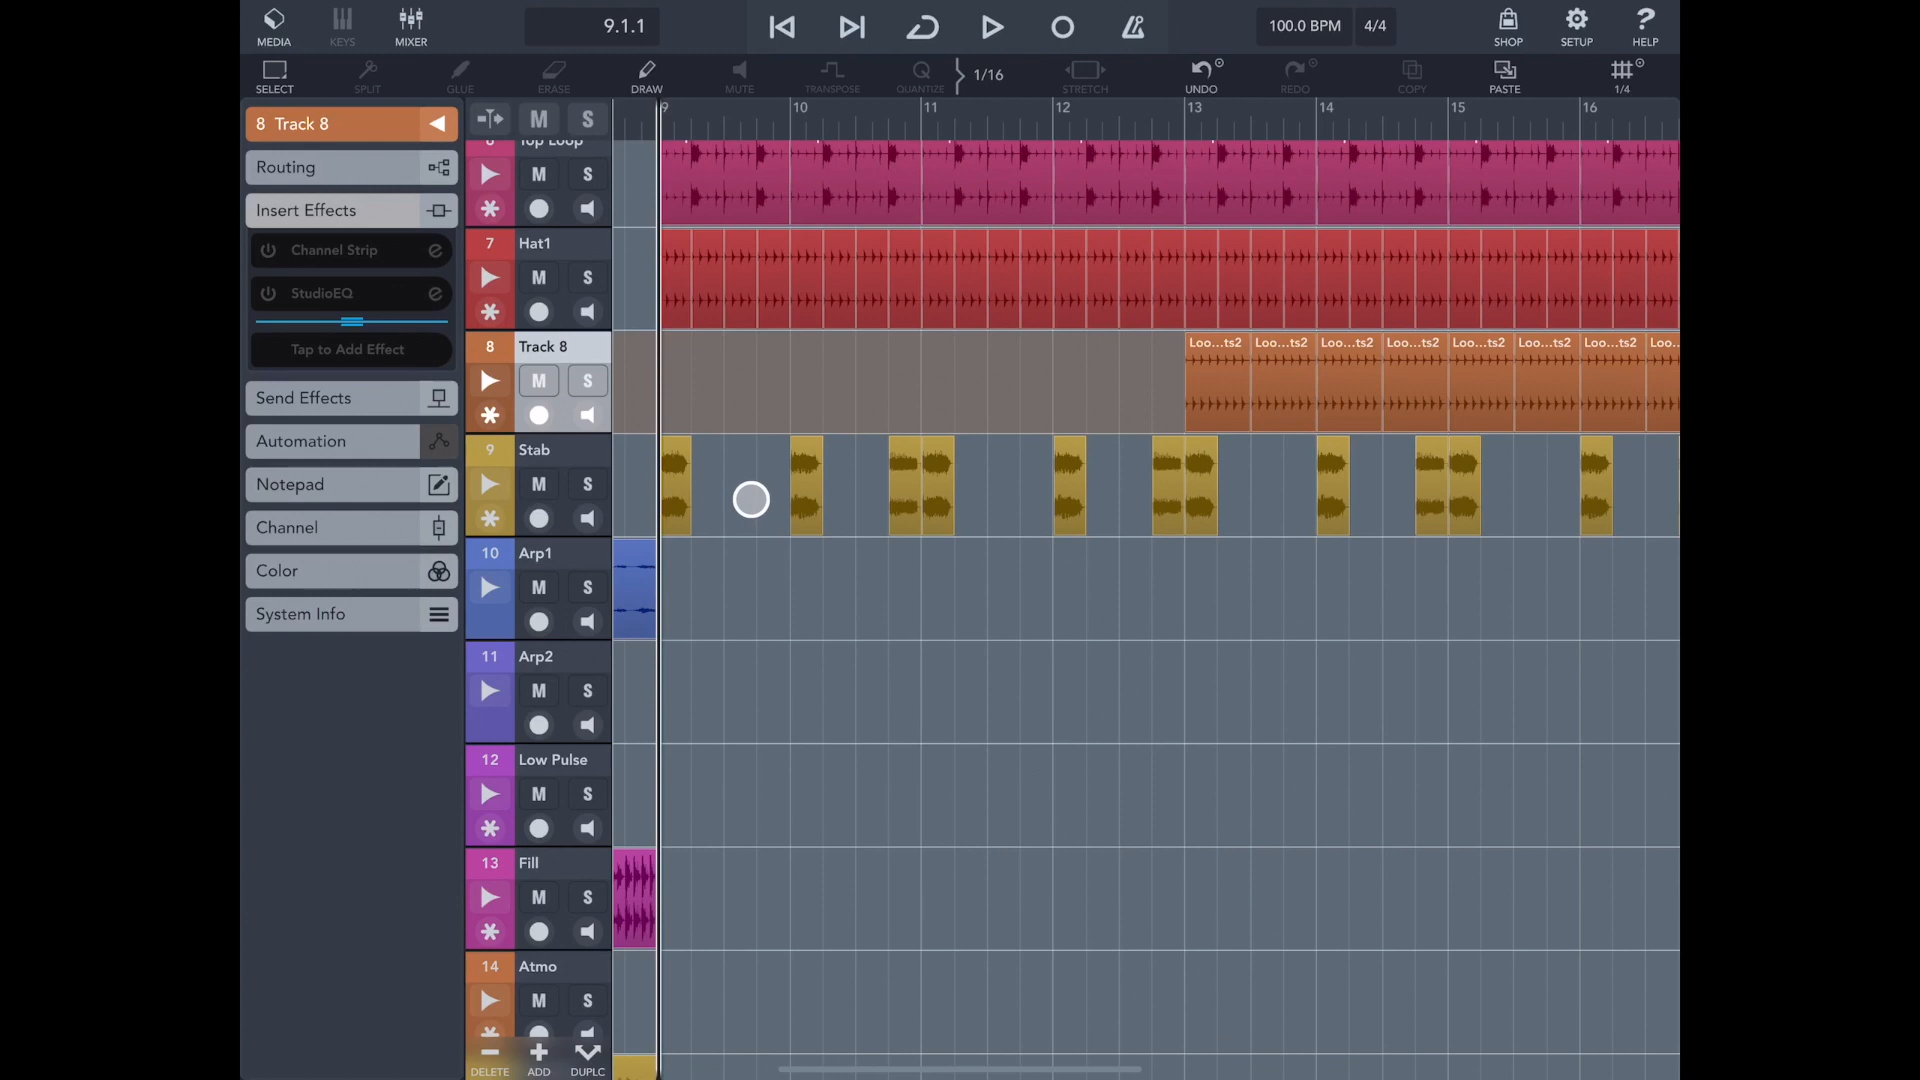 MEDIA
KEYS
MIXER
9.1.1
100.0 BPM
4/4
SHOP
SETUP
HELP
SELECT
SPLIT
GLUE
ERASE
DRAW
MUTE
TRANSPOSE
QUANTIZE
1/16
STRETCH
UNDO
REDO
COPY
PASTE
1/4
8 Track 8
Routing
Insert Effects
Channel Strip
StudioEQ
Tap to Add Effect
Send Effects
Automation
Notepad
Channel
Color
System Info
M S
9 10 11 12 13 14 15 16
6 Top Loop
M S
7 Hat1
M S
8 Track 8
M S
Loo...ts2 Loo...ts2 Loo...ts2 Loo...ts2 Loo...ts2 Loo...ts2 Loo...ts2 Loo...
9 Stab
M S
10 Arp1
M S
11 Arp2
M S
12 Low Pulse
M S
13 Fill
M S
14 Atmo
M S
DELETE
ADD
DUPLC